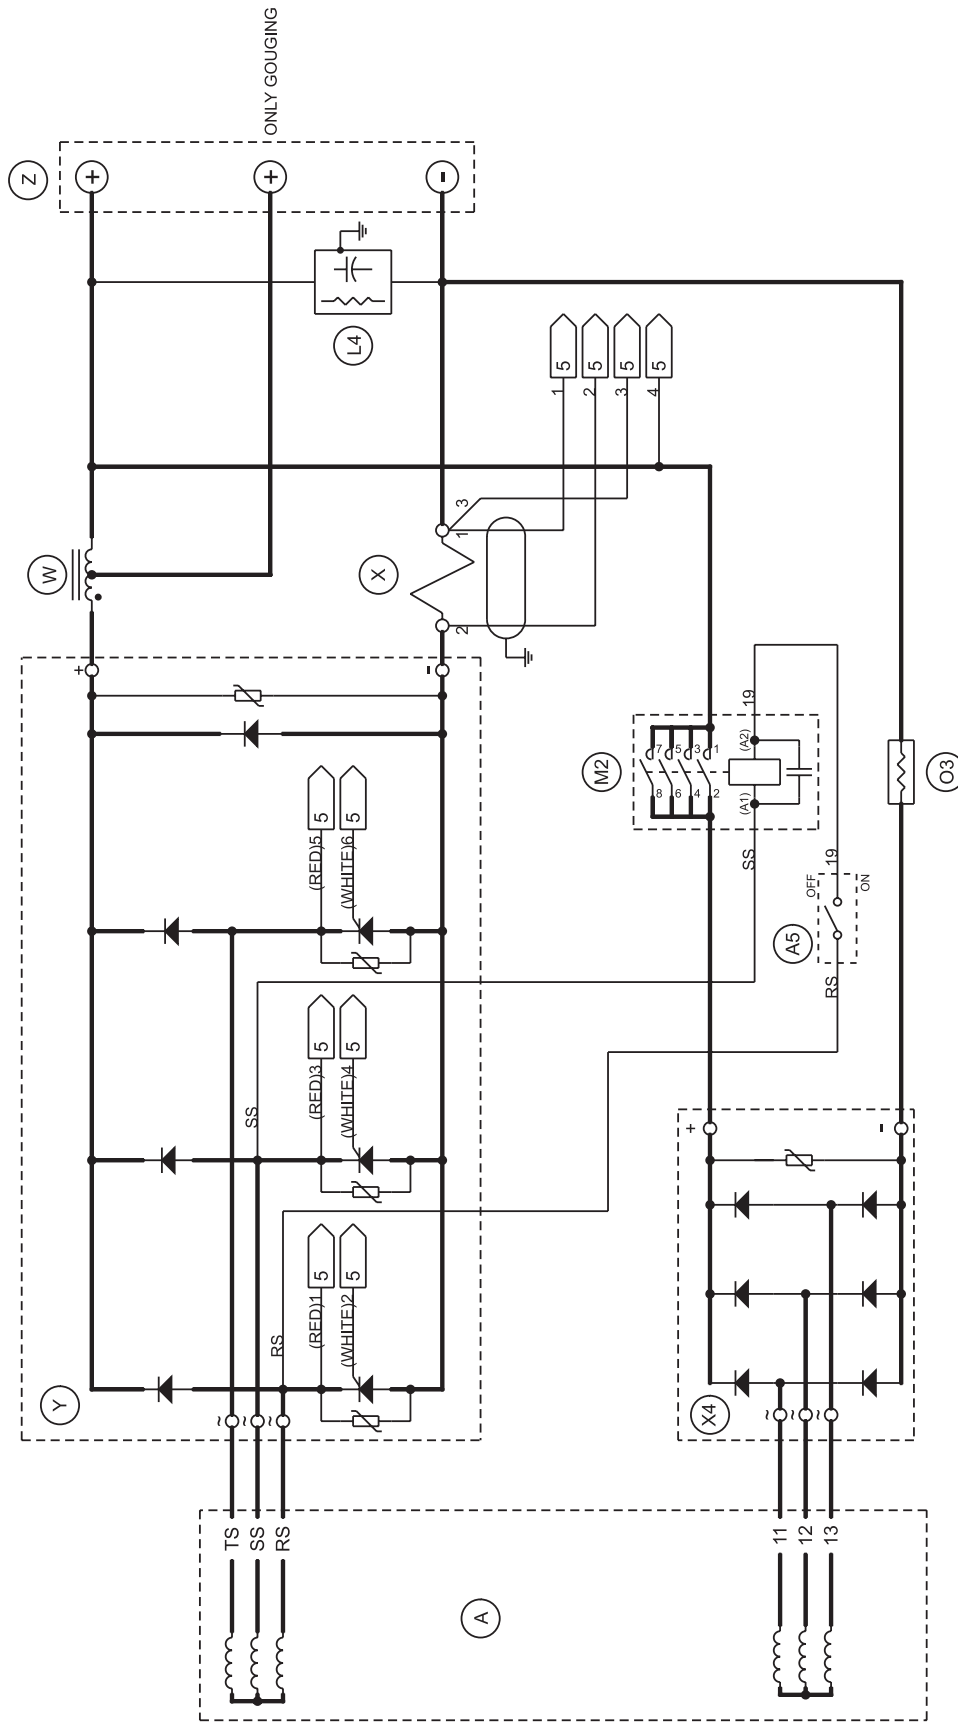 ONLY GOUGING
Z
+
+
-
L4
5
5
5
5
1
2
3
4
W
X
3
1
2
+
-
19
(A2)
7
5
3
1
8
6
4
2
(A1)
M2
O3
SS
19
OFF
ON
A5
RS
5
(RED)5
5
(WHITE)6
5
(RED)3
5
(WHITE)4
SS
5
(RED)1
5
(WHITE)2
RS
Y
~
~
~
+
-
X4
~
~
~
TS
SS
RS
11
12
13
A